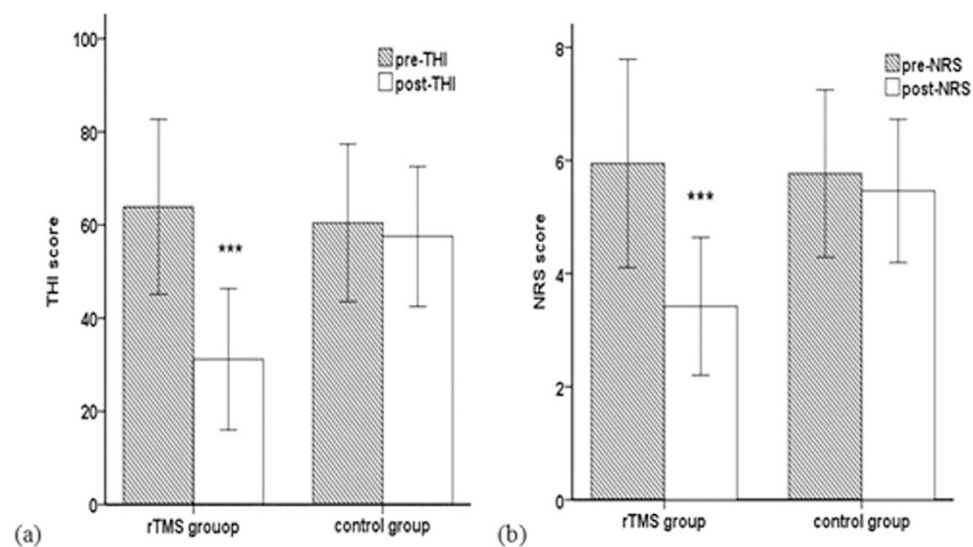 100
80
60
40
20
0
THI score
pre-THI
post-THI
***
rTMS grouop
control group
(a)
8
6
4
2
0
NRS score
pre-NRS
post-NRS
***
rTMS group
control group
(b)